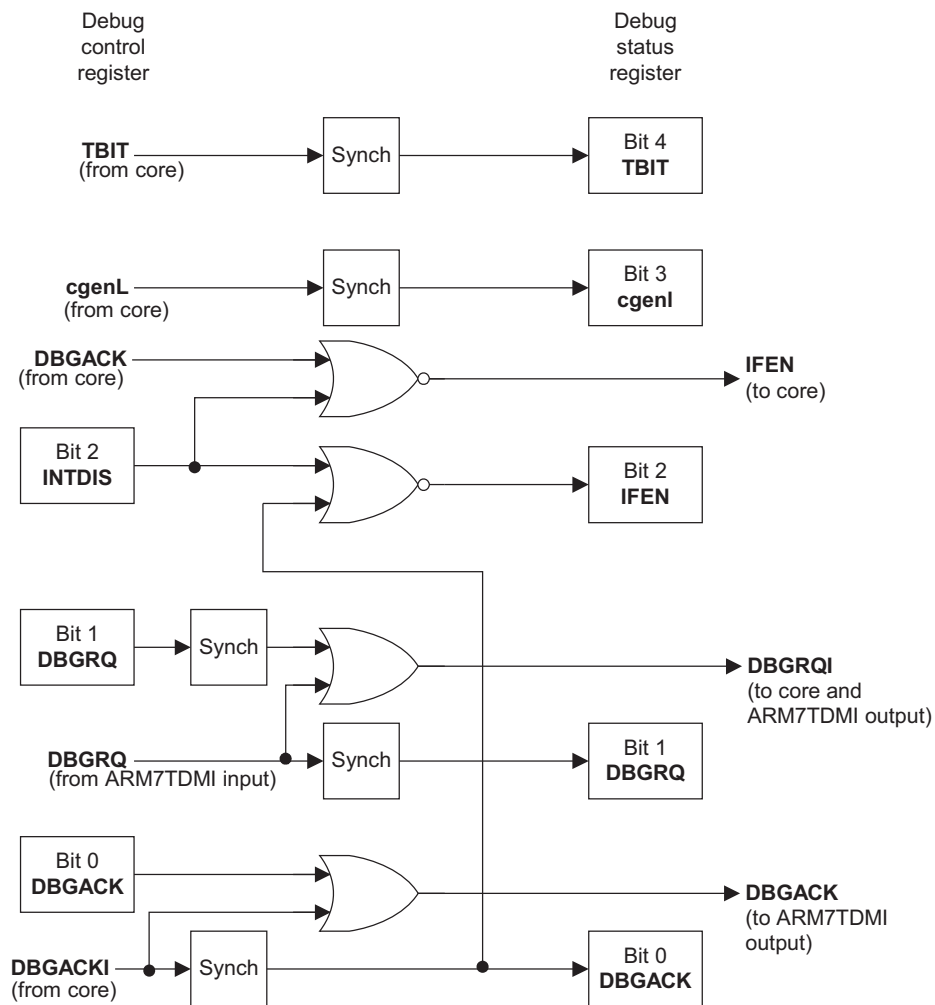 Debug
control
register
Debug
status
register
TBIT
(from core)
Synch
Bit 4
TBIT
cgenL
(from core)
Synch
Bit 3
cgenI
DBGACK
(from core)
IFEN
(to core)
Bit 2
INTDIS
Bit 2
IFEN
Bit 1
DBGRQ
Synch
DBGRQI
(to core and
ARM7TDMI output)
DBGRQ
(from ARM7TDMI input)
Synch
Bit 1
DBGRQ
Bit 0
DBGACK
DBGACK
(to ARM7TDMI
output)
DBGACKI
(from core)
Synch
Bit 0
DBGACK